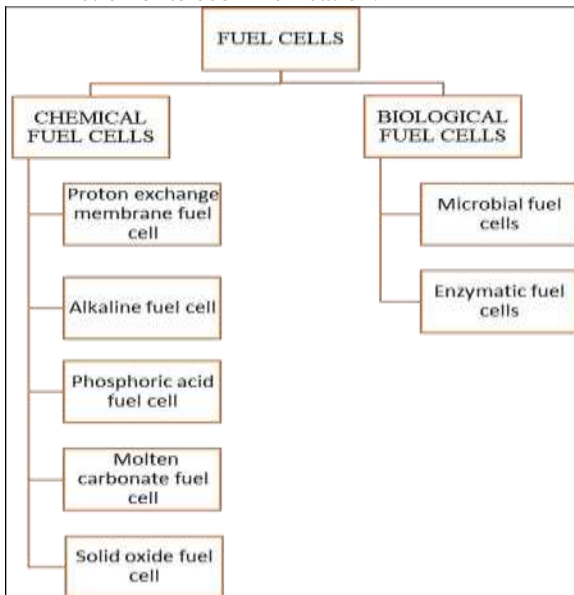 FUEL CELLS
CHEMICAL
FUEL CELLS
BIOLOGICAL
FUEL CELLS
Proton exchange
membrane fuel
cell
Alkaline fuel cell
Phosphoric acid
fuel cell
Molten
carbonate fuel
cell
Solid oxide fuel
cell
Microbial fuel
cells
Enzymatic fuel
cells